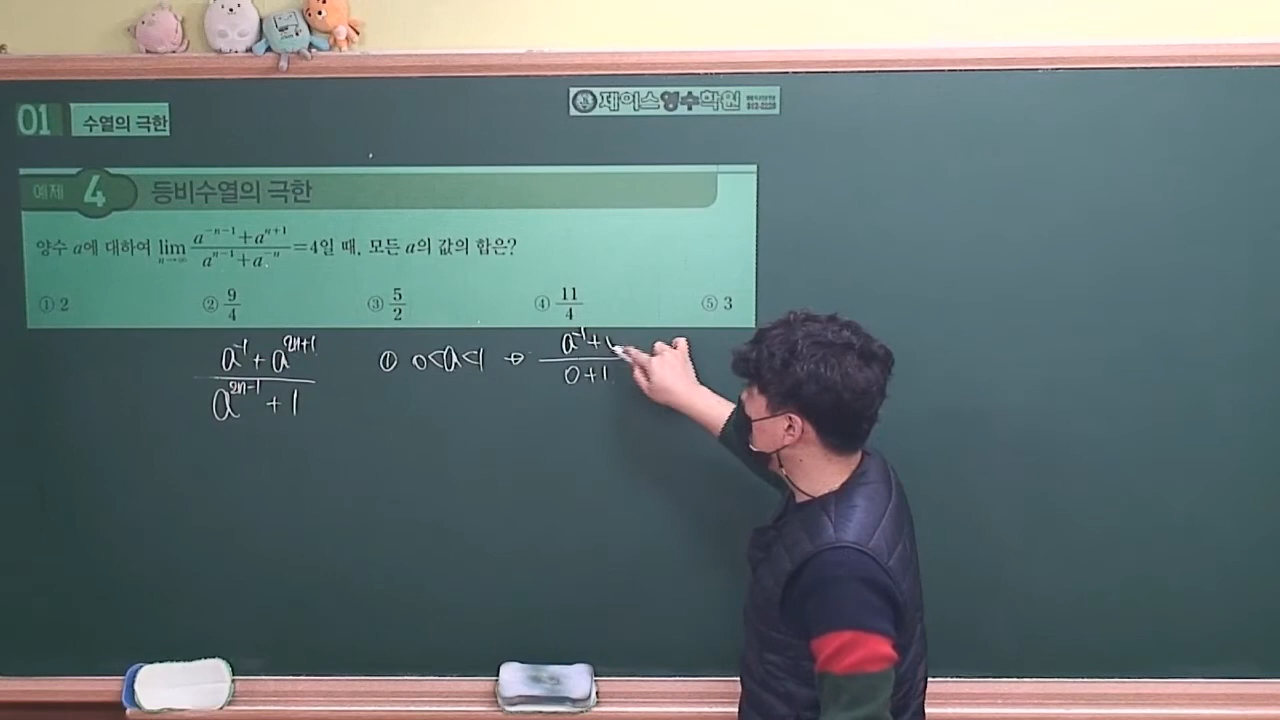 01 수열의 극한
제이스영수학원
예제 4 등비수열의 극한
양수 a에 대하여 lim n→∞ (a^{-n-1}+a^{n+1})/(a^{n-1}+a^{-n})=4일 때, 모든 a의 값의 합은?
① 2 ② 9/4 ③ 5/2 ④ 11/4 ⑤ 3
a^{-1}+a^{2n+1}
a^{2n-1}+1
① 0<a<1 ⇒
a^{-1}+
0+1